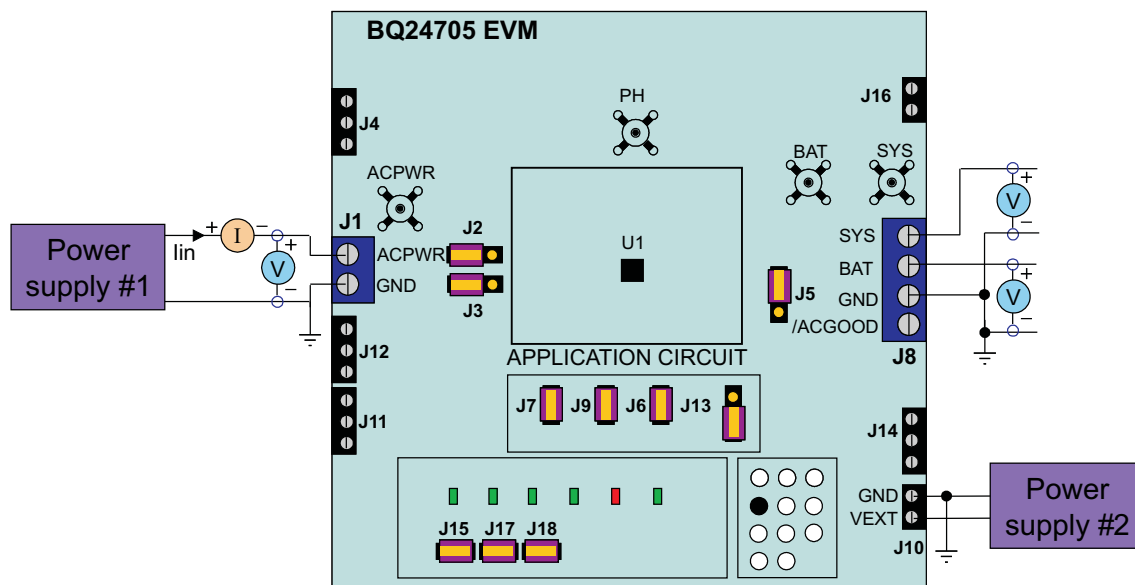 BQ24705 EVM
PH
J16
J4
BAT
SYS
ACPWR
J1
J2
Power
supply #1
+
I
−
Iin
+
V
−
ACPWR
GND
J3
U1
J5
/ACGOOD
SYS
BAT
GND
J8
+
V
−
+
V
−
J12
J11
APPLICATION CIRCUIT
J7
J9
J6
J13
J14
GND
VEXT
J10
Power
supply #2
J15
J17
J18